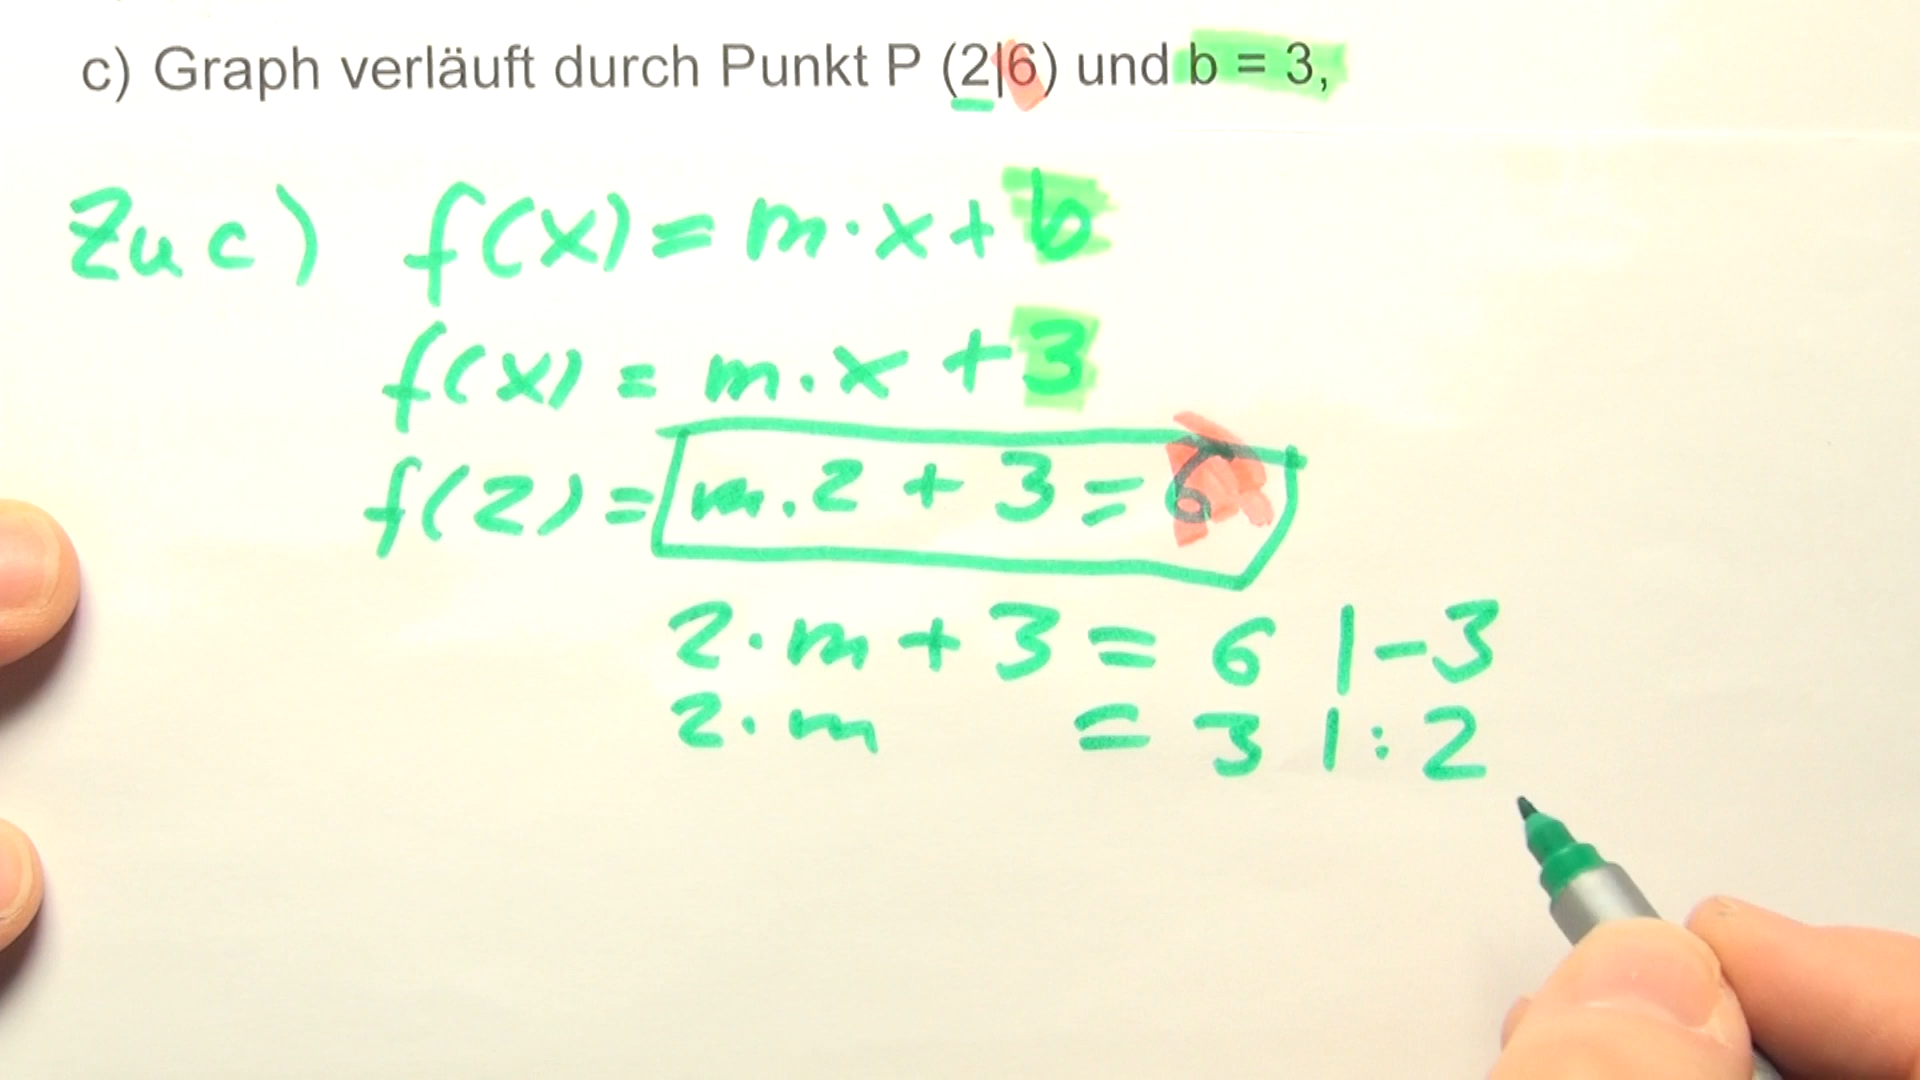 c) Graph verläuft durch Punkt P (2|6) und b = 3,
Zu c) f(x) = m·x + b
f(x) = m·x + 3
f(2) = m·2 + 3 = 6
2·m + 3 = 6 | -3
2·m = 3 | : 2